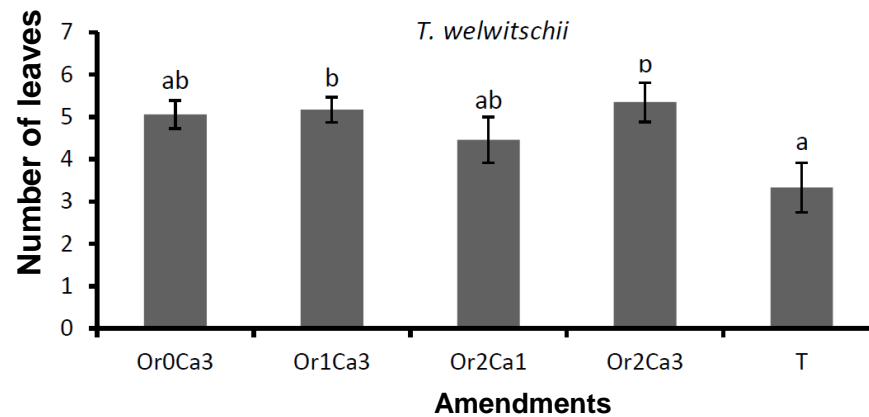 T. welwitschii
Number of leaves
7
6
5
4
3
2
1
0
ab
b
ab
b
a
Or0Ca3 Or1Ca3 Or2Ca1 Or2Ca3 T
Amendments